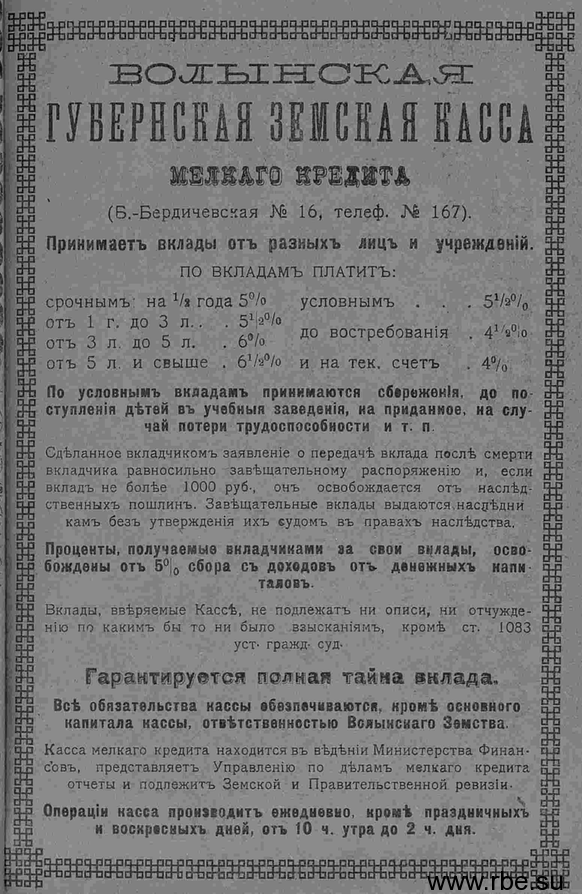 ВОЛЫНСКАЯ
ГУБЕРНСКАЯ ЗЕМСКАЯ КАССА
МЕЛКАГО КРЕДИТА
(Б.-Бердичевская № 16, телеф. № 167).
Принимаетъ вклады отъ разныхъ лицъ и учрежденій.
ПО ВКЛАДАМЪ ПЛАТИТЪ:
срочнымъ: на 1/2 года 5% условнымъ . . . 5 1/2%
отъ 1 г. до 3 л. . . 5 1/2%
до востребованія . 4 1/2%
отъ 3 л. до 5 л. . 6%
отъ 5 л. и свыше . 6 1/2% и на тек. счетъ . 4%
По условнымъ вкладамъ принимаются сбереженія, до по-
ступленія дѣтей въ учебныя заведенія, на приданное, на слу-
чай потери трудоспособности и т. п.
Сдѣланное вкладчикомъ заявленіе о передачѣ вклада послѣ смерти
вкладчика равносильно завѣщательному распоряженію и, если
вкладъ не болѣе 1000 руб., онъ освобождается отъ наслѣд-
ственныхъ пошлинъ. Завѣщательные вклады выдаются наслѣдни
камъ безъ утвержденія ихъ судомъ въ правахъ наслѣдства.
Проценты, получаемые вкладчиками за свои вклады, осво-
бождены отъ 5% сбора съ доходовъ отъ денежныхъ капи-
таловъ.
Вклады, ввѣряемые Кассѣ, не подлежатъ ни описи, ни отчужде-
нію по какимъ бы то ни было взысканіямъ, кромѣ ст. 1083
уст. гражд. суд.
Гарантируется полная тайна вклада.
Всѣ обязательства кассы обезпечиваются, кромѣ основного
капитала кассы, отвѣтственностью Волынскаго Земства.
Касса мелкаго кредита находится въ вѣдѣніи Министерства Финан-
совъ, представляетъ Управленію по дѣламъ мелкаго кредита
отчеты и подлежитъ Земской и Правительственной ревизіи.
Операціи касса производитъ ежедневно, кромѣ праздничныхъ
и воскресныхъ дней, отъ 10 ч. утра до 2 ч. дня.
www.rbe.su